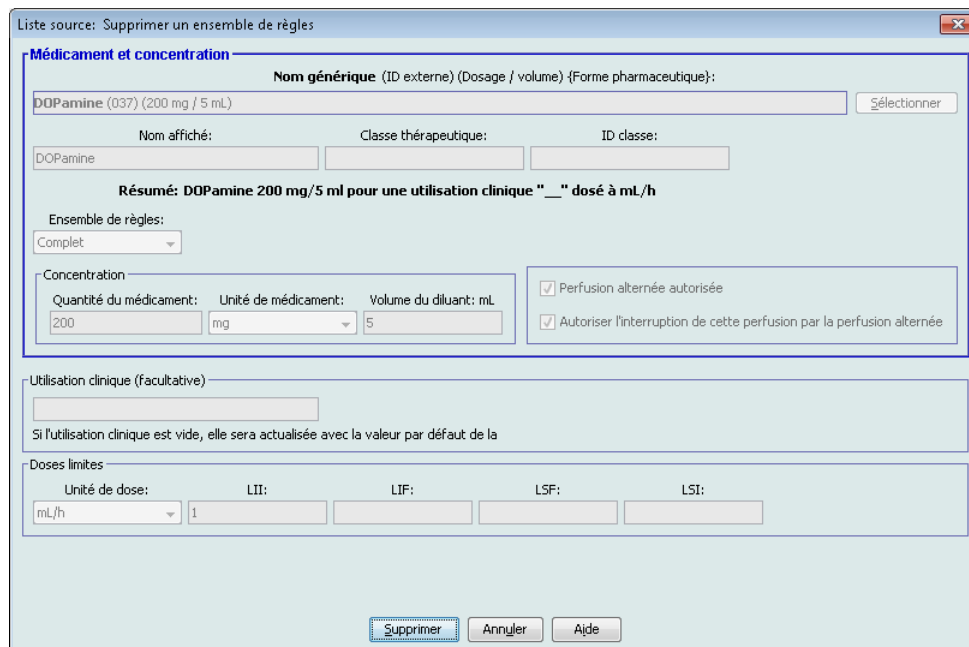 Liste source: Supprimer un ensemble de règles
Médicament et concentration
Nom générique (ID externe) (Dosage / volume) {Forme pharmaceutique}:
DOPamine (037) (200 mg / 5 mL)
Sélectionner
Nom affiché: Classe thérapeutique: ID classe:
DOPamine
Résumé: DOPamine 200 mg/5 ml pour une utilisation clinique "__" dosé à mL/h
Ensemble de règles:
Complet
Concentration
Quantité du médicament: Unité de médicament: Volume du diluant: mL
200 mg 5
Perfusion alternée autorisée
Autoriser l'interruption de cette perfusion par la perfusion alternée
Utilisation clinique (facultative)
Si l'utilisation clinique est vide, elle sera actualisée avec la valeur par défaut de la
Doses limites
Unité de dose: LII: LIF: LSF: LSI:
mL/h 1
Supprimer Annuler Aide